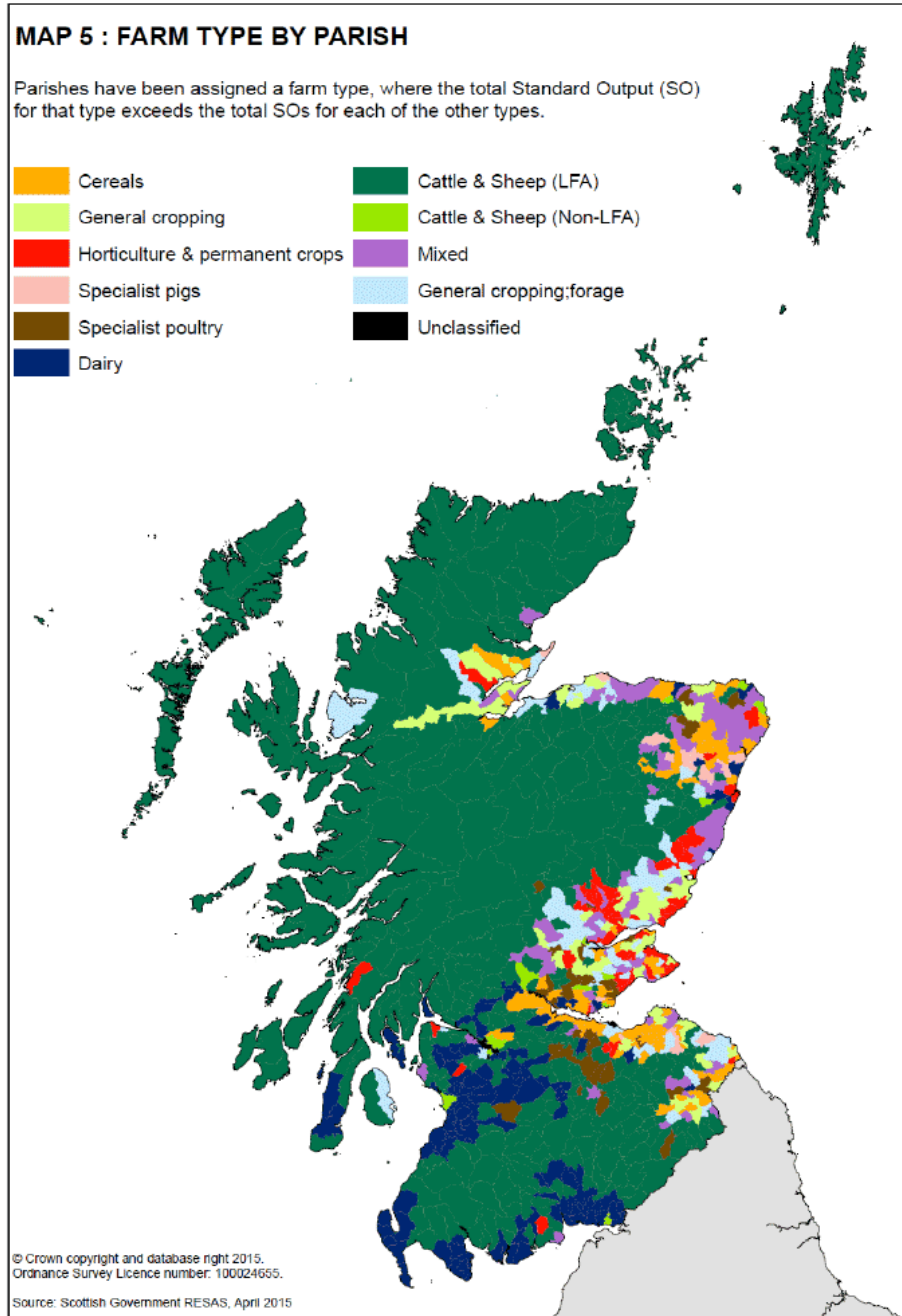 MAP 5 : FARM TYPE BY PARISH
Parishes have been assigned a farm type, where the total Standard Output (SO)
for that type exceeds the total SOs for each of the other types.
Cereals
General cropping
Horticulture & permanent crops
Specialist pigs
Specialist poultry
Dairy
Cattle & Sheep (LFA)
Cattle & Sheep (Non-LFA)
Mixed
General cropping;forage
Unclassified
© Crown copyright and database right 2015.
Ordnance Survey Licence number: 100024655.
Source: Scottish Government RESAS, April 2015